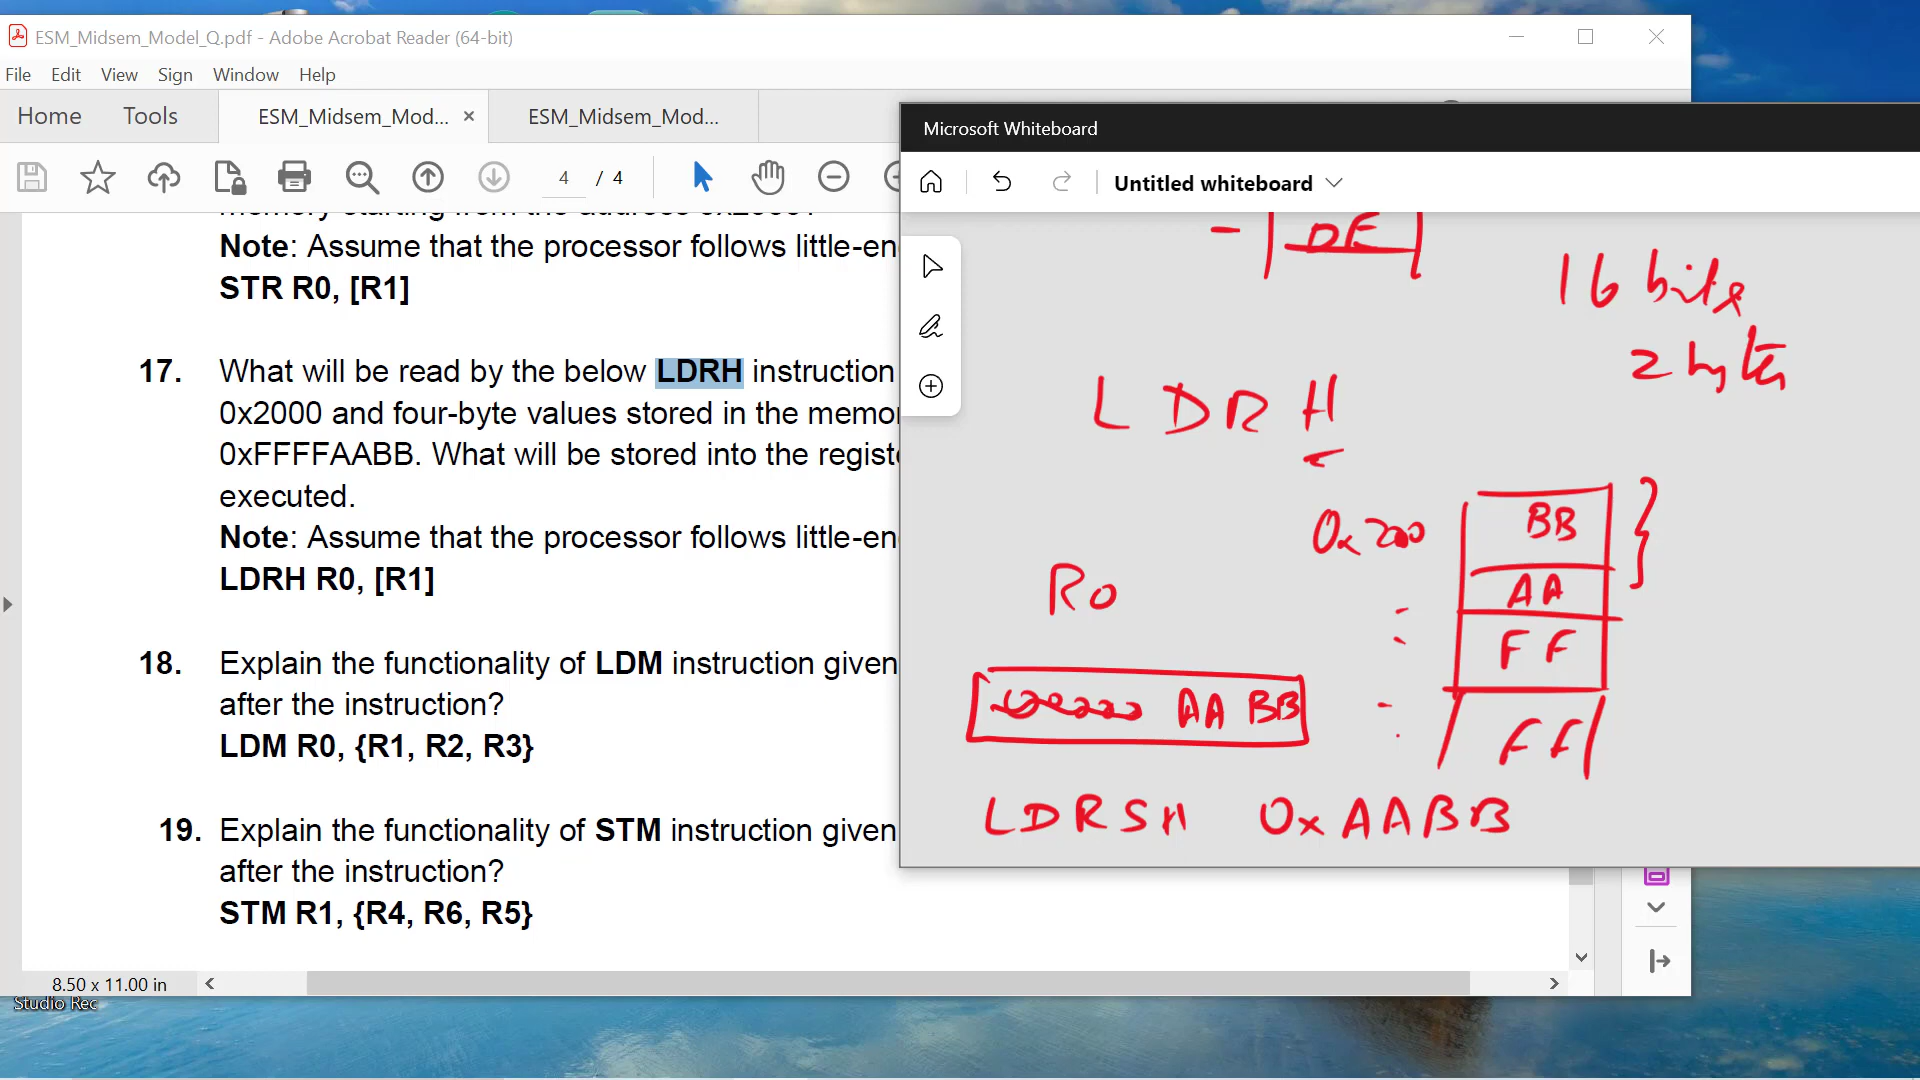 ESM_Midsem_Model_Q.pdf - Adobe Acrobat Reader (64-bit)
File Edit View Sign Window Help
Home Tools ESM_Midsem_Mod... × ESM_Midsem_Mod...
4 / 4
Note: Assume that the processor follows little-en
STR R0, [R1]
17. What will be read by the below LDRH instruction
0x2000 and four-byte values stored in the memo
0xFFFFAABB. What will be stored into the registe
executed.
Note: Assume that the processor follows little-en
LDRH R0, [R1]
18. Explain the functionality of LDM instruction given
after the instruction?
LDM R0, {R1, R2, R3}
19. Explain the functionality of STM instruction given
after the instruction?
STM R1, {R4, R6, R5}
8.50 x 11.00 in
Studio Rec
Microsoft Whiteboard
Untitled whiteboard
DE
16 bits
2 bytes
LDRH
0x200 BB
AA
R0
FF
AA BB
FF
LDRSH 0xAABB